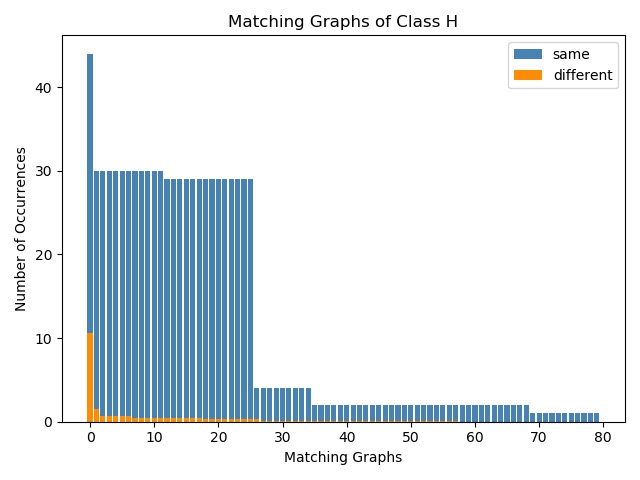 Matching Graphs of Class H
same
different
Number of Occurrences
40
30
20
10
0
0 10 20 30 40 50 60 70 80
Matching Graphs